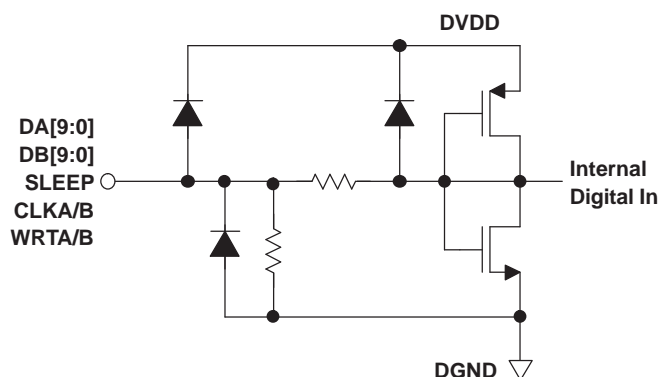 DVDD
DA[9:0]
DB[9:0]
SLEEP
CLKA/B
WRTA/B
Internal
Digital In
DGND